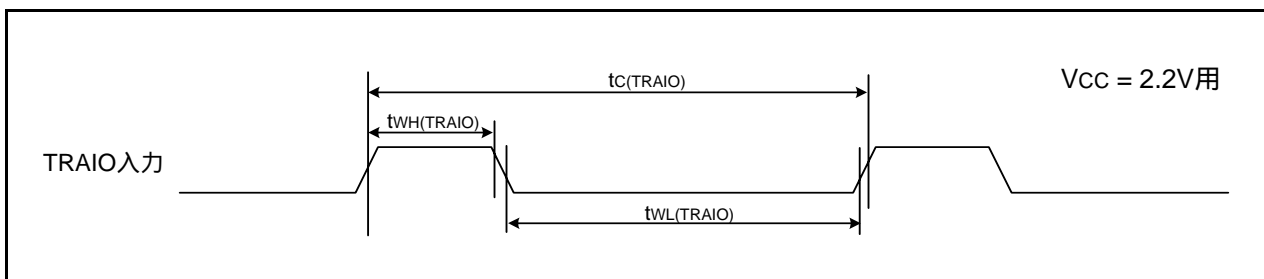 tC(TRAIO)
VCC = 2.2V用
tWH(TRAIO)
TRAIO入力
tWL(TRAIO)